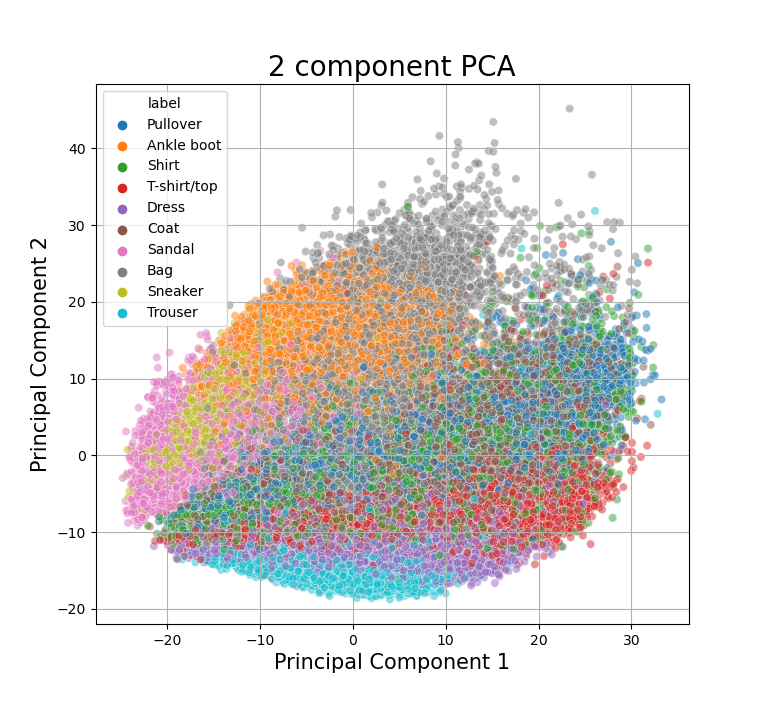 2 component PCA
label
Pullover
Ankle boot
Shirt
T-shirt/top
Dress
Coat
Sandal
Bag
Sneaker
Trouser
Principal Component 2
40
30
20
10
0
−10
−20
−20 −10 0 10 20 30
Principal Component 1